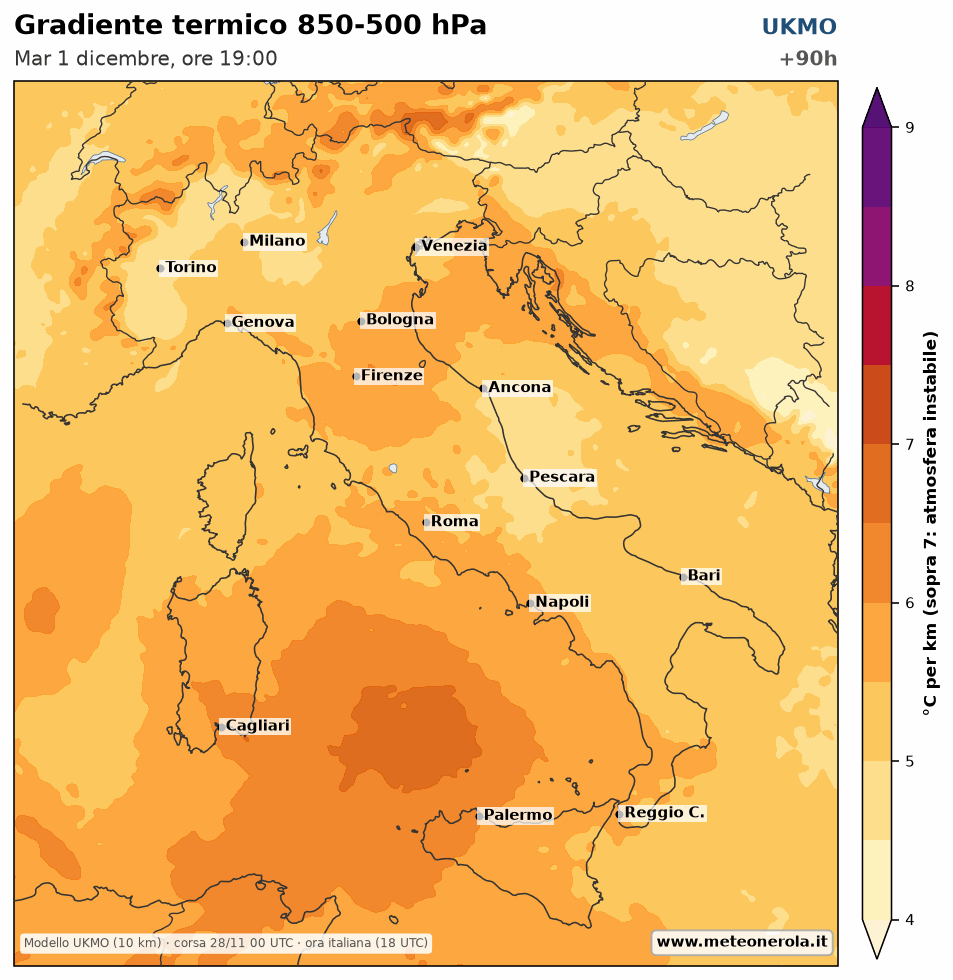 Gradiente termico 850-500 hPa
UKMO
Mar 1 dicembre, ore 19:00
+90h
Milano
Venezia
Torino
Genova
Bologna
Firenze
Ancona
Pescara
Roma
Bari
Napoli
Cagliari
Palermo
Reggio C.
9
8
7
6
5
4
°C per km (sopra 7: atmosfera instabile)
Modello UKMO (10 km) · corsa 28/11 00 UTC · ora italiana (18 UTC)
www.meteonerola.it